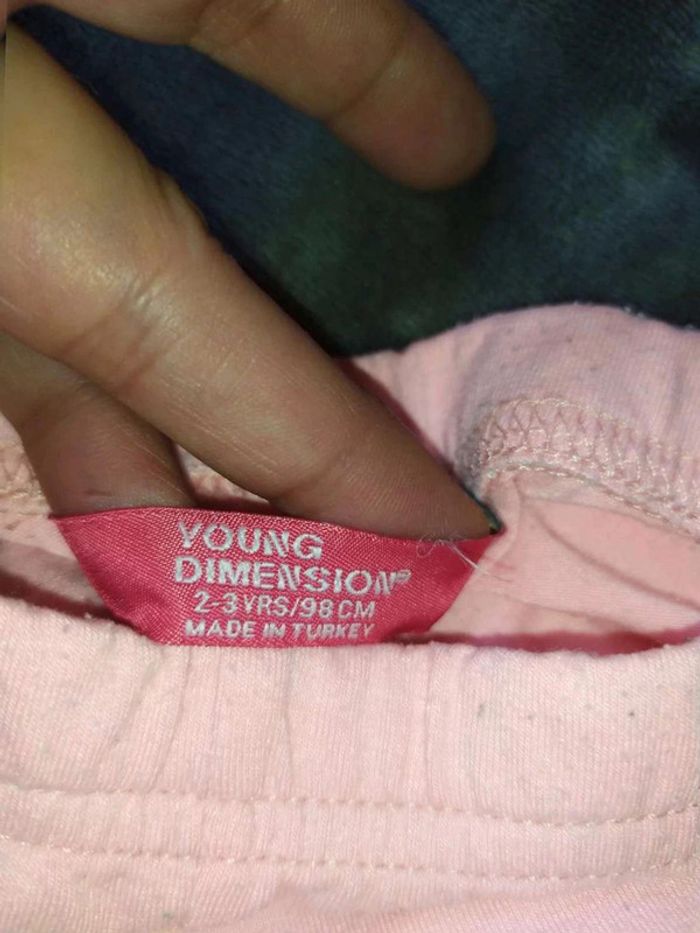 YOUNG
DIMENSION®
2-3 YRS/98 CM
MADE IN TURKEY